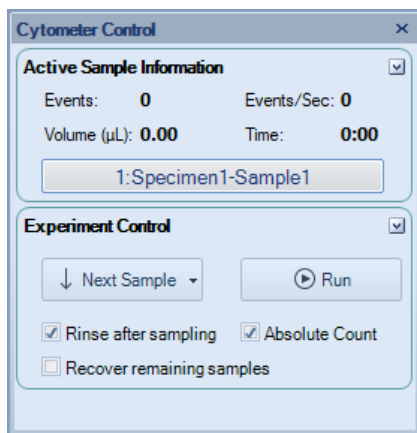 Cytometer Control
Active Sample Information
Events: 0 Events/Sec: 0
Volume (µL): 0.00 Time: 0:00
1:Specimen1-Sample1
Experiment Control
Next Sample Run
Rinse after sampling Absolute Count
Recover remaining samples